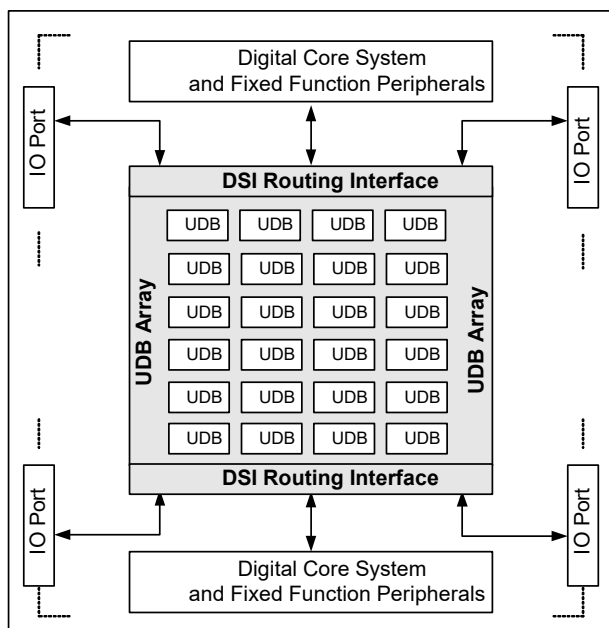 Digital Core System
and Fixed Function Peripherals
IO Port
IO Port
DSI Routing Interface
UDB Array
UDB UDB UDB UDB
UDB UDB UDB UDB
UDB UDB UDB UDB
UDB UDB UDB UDB
UDB UDB UDB UDB
UDB UDB UDB UDB
UDB Array
DSI Routing Interface
IO Port
IO Port
Digital Core System
and Fixed Function Peripherals